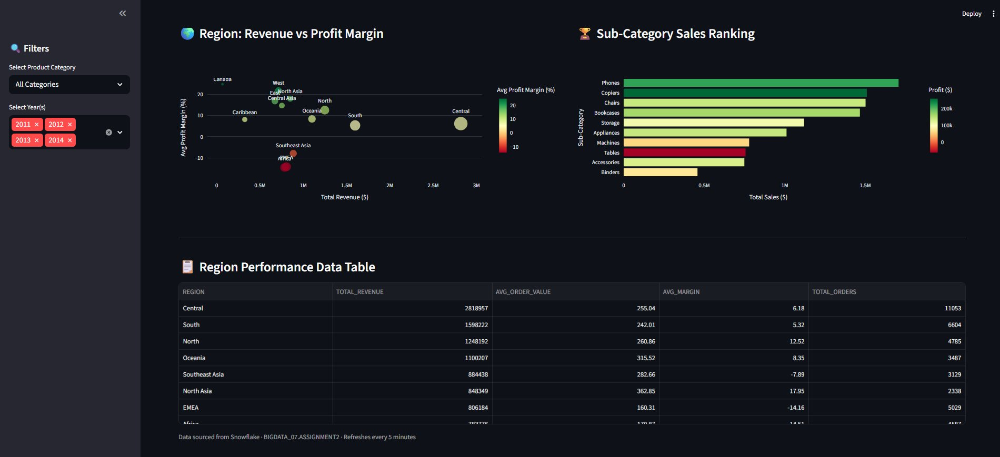 Deploy
Filters
Select Product Category
All Categories
Select Year(s)
2011 × 2012 ×
2013 × 2014 ×
Region: Revenue vs Profit Margin
Canada
West
East
North Asia
Central Asia
North
Caribbean
Oceania
South
Central
Southeast Asia
EMEA
Africa
Avg Profit Margin (%)
20
10
0
−10
0 0.5M 1M 1.5M 2M 2.5M 3M
Total Revenue ($)
Avg Profit Margin (%)
20
10
0
−10
Sub-Category Sales Ranking
Sub-Category
Phones
Copiers
Chairs
Bookcases
Storage
Appliances
Machines
Tables
Accessories
Binders
0 0.5M 1M 1.5M
Total Sales ($)
Profit ($)
200k
100k
0
Region Performance Data Table
REGION TOTAL_REVENUE AVG_ORDER_VALUE AVG_MARGIN TOTAL_ORDERS
Central 2818957 255.04 6.18 11053
South 1598222 242.01 5.32 6604
North 1248192 260.86 12.52 4785
Oceania 1100207 315.52 8.35 3487
Southeast Asia 884438 282.66 -7.89 3129
North Asia 848349 362.85 17.95 2338
EMEA 806184 160.31 -14.16 5029
Africa
Data sourced from Snowflake · BIGDATA_07.ASSIGNMENT2 · Refreshes every 5 minutes